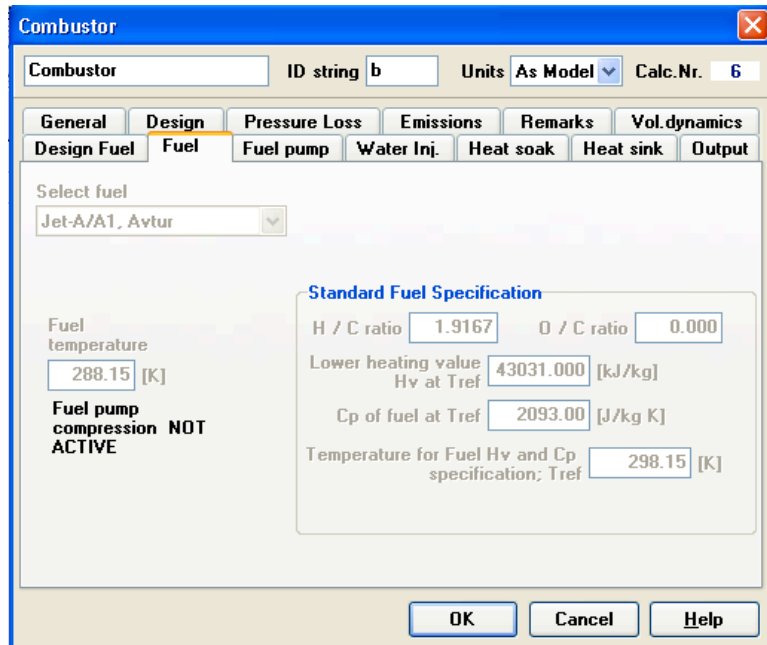 Combustor
Combustor ID string b Units As Model Calc.Nr. 6
General Design Pressure Loss Emissions Remarks Vol.dynamics
Design Fuel Fuel Fuel pump Water Inj. Heat soak Heat sink Output
Select fuel
Jet-A/A1, Avtur
Standard Fuel Specification
H / C ratio 1.9167 O / C ratio 0.000
Fuel
temperature
288.15 [K]
Lower heating value
Hv at Tref 43031.000 [kJ/kg]
Fuel pump
compression NOT
ACTIVE
Cp of fuel at Tref 2093.00 [J/kg K]
Temperature for Fuel Hv and Cp
specification; Tref 298.15 [K]
OK Cancel Help